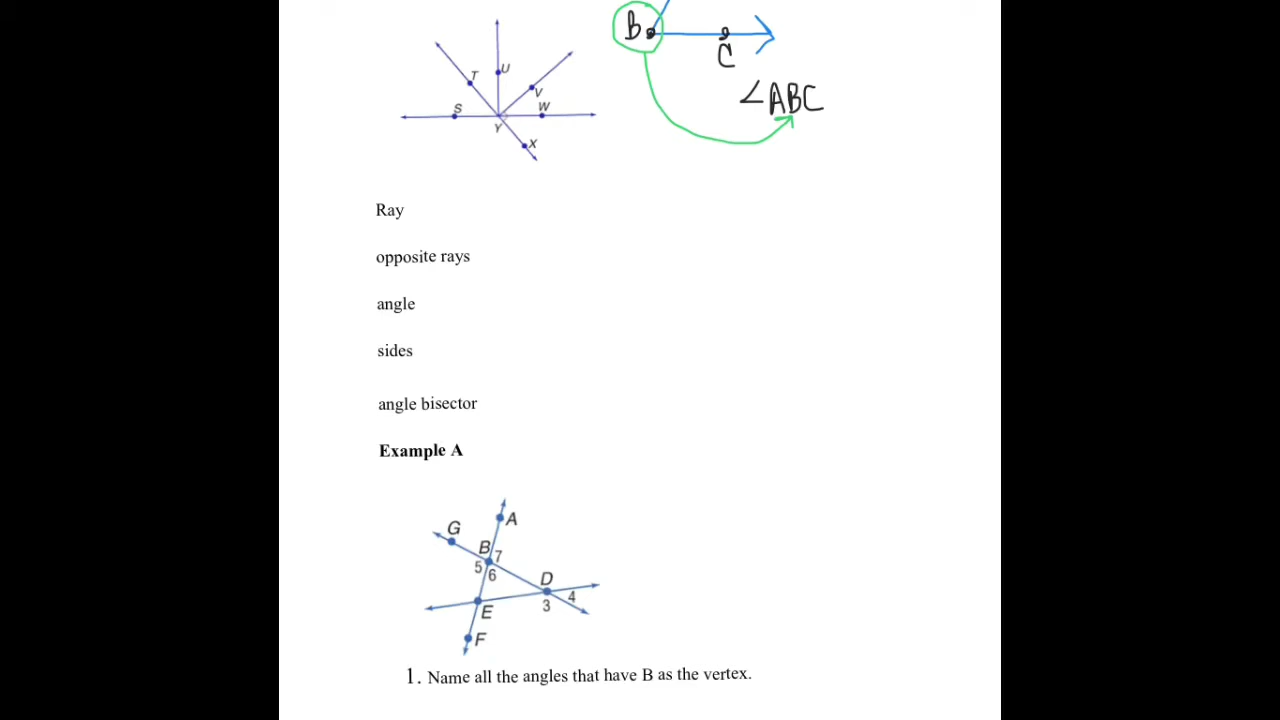 B
C
∠ABC
T
U
V
S
W
Y
X
Ray
opposite rays
angle
sides
angle bisector
Example A
G
A
B
7
5
6
D
4
3
E
F
1. Name all the angles that have B as the vertex.